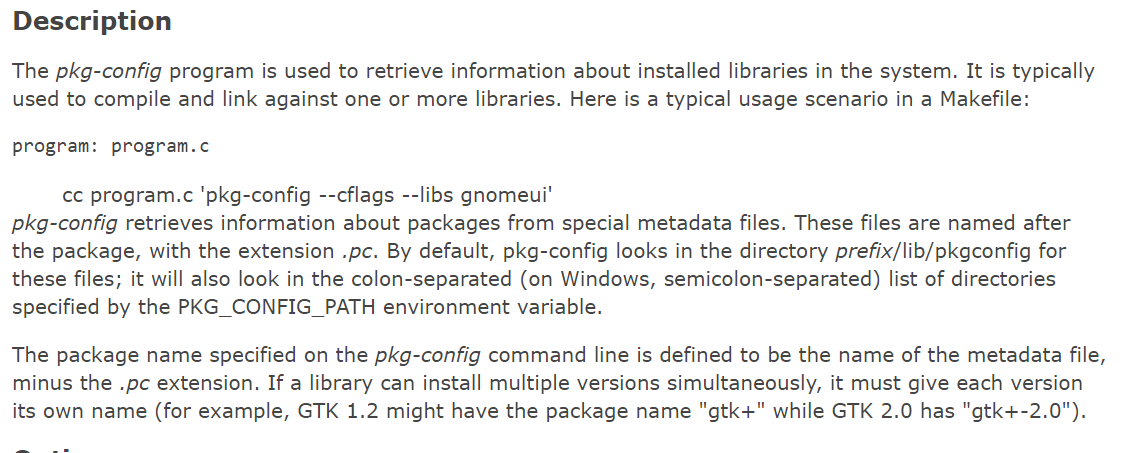 Description
The pkg-config program is used to retrieve information about installed libraries in the system. It is typically
used to compile and link against one or more libraries. Here is a typical usage scenario in a Makefile:
program: program.c
cc program.c 'pkg-config --cflags --libs gnomeui'
pkg-config retrieves information about packages from special metadata files. These files are named after
the package, with the extension .pc. By default, pkg-config looks in the directory prefix/lib/pkgconfig for
these files; it will also look in the colon-separated (on Windows, semicolon-separated) list of directories
specified by the PKG_CONFIG_PATH environment variable.
The package name specified on the pkg-config command line is defined to be the name of the metadata file,
minus the .pc extension. If a library can install multiple versions simultaneously, it must give each version
its own name (for example, GTK 1.2 might have the package name "gtk+" while GTK 2.0 has "gtk+-2.0").